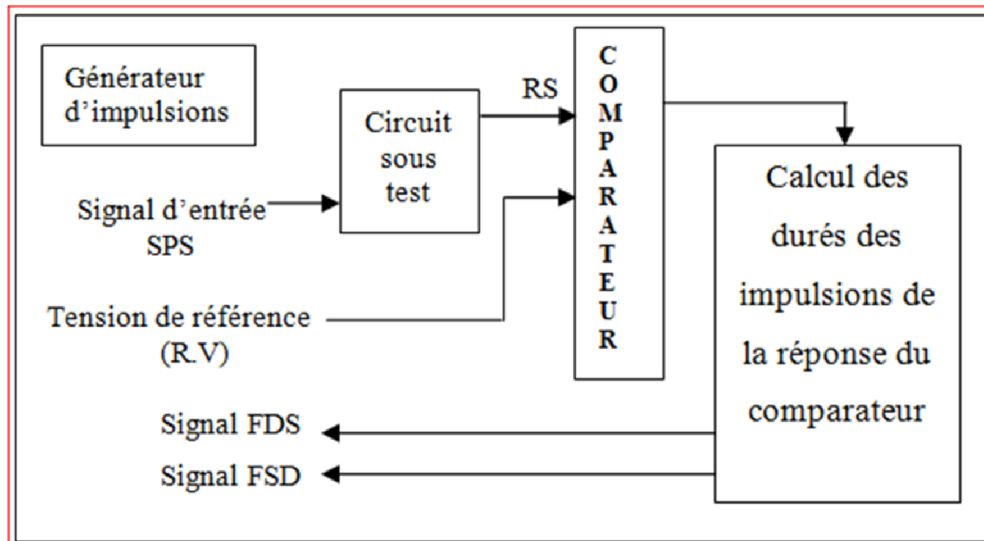 Générateur
d'impulsions
Signal d'entrée
SPS
Circuit
sous
test
RS
Tension de référence
(R.V)
COMPARATEUR
Calcul des
durés des
impulsions de
la réponse du
comparateur
Signal FDS
Signal FSD